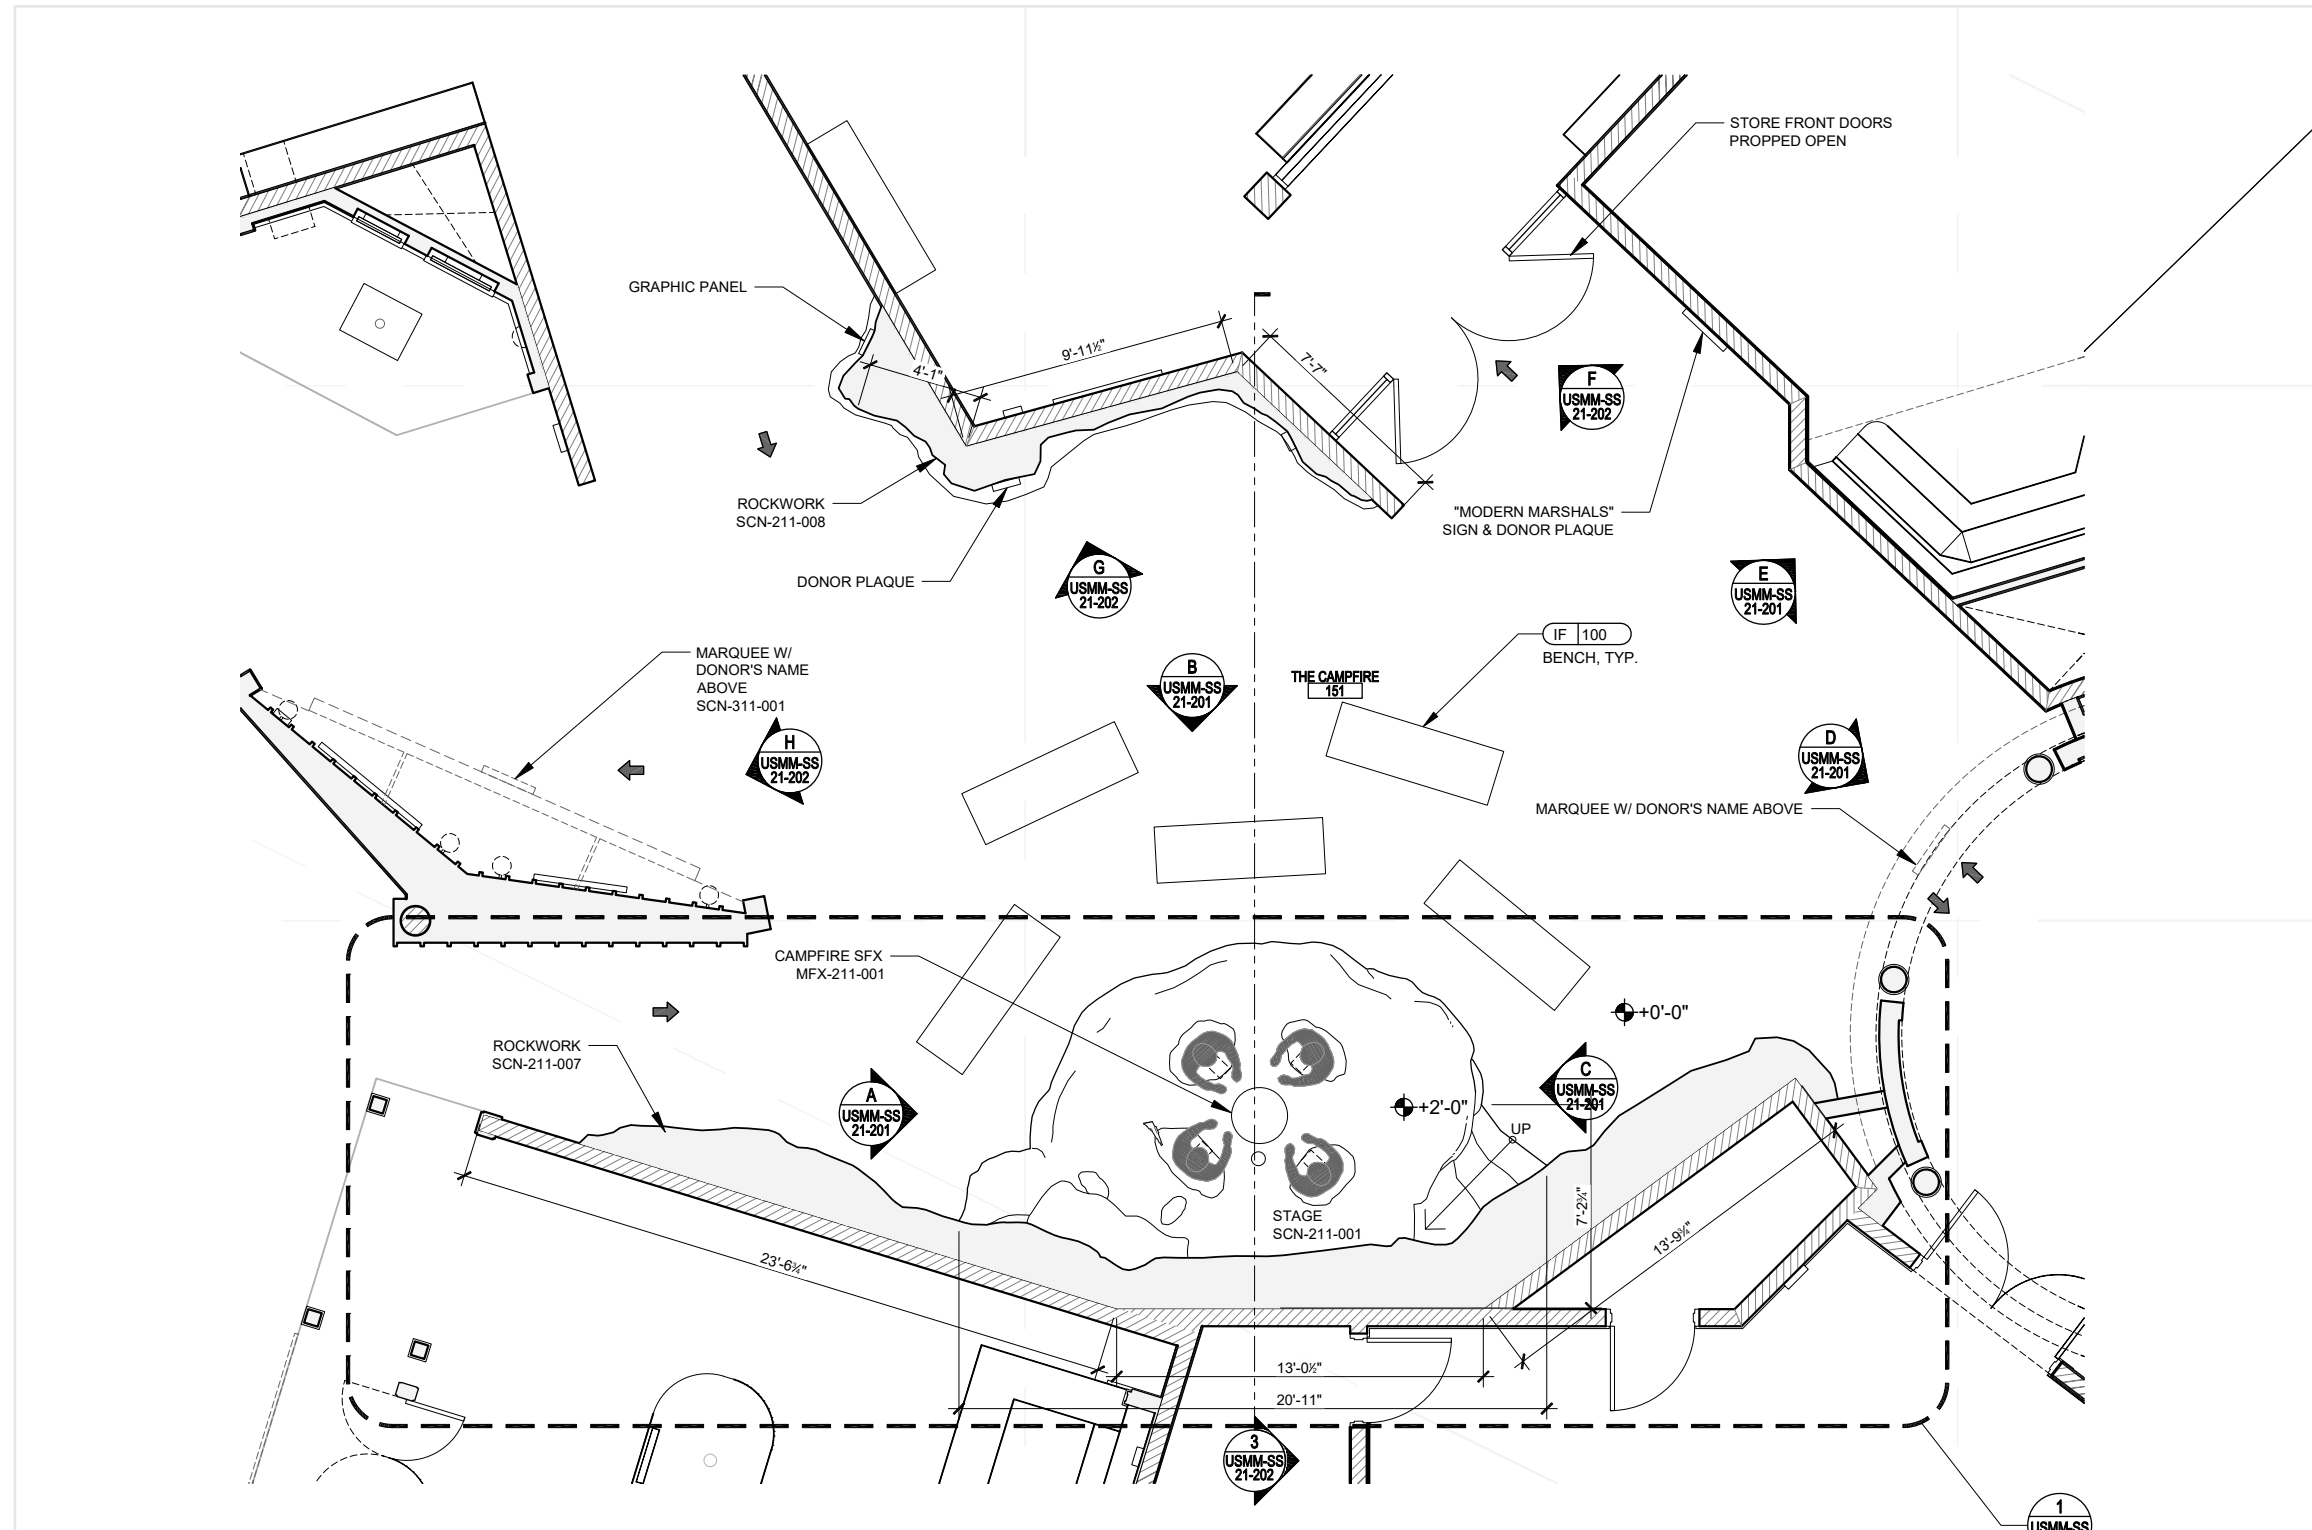 STORE FRONT DOORS
PROPPED OPEN
GRAPHIC PANEL
9'-11½"
4'-1"
7'-7"
F
USMM-SS
21-202
ROCKWORK
SCN-211-008
"MODERN MARSHALS"
SIGN & DONOR PLAQUE
DONOR PLAQUE
G
USMM-SS
21-202
E
USMM-SS
21-201
MARQUEE W/
DONOR'S NAME
ABOVE
SCN-311-001
IF 100
BENCH, TYP.
B
USMM-SS
21-201
THE CAMPFIRE
151
H
USMM-SS
21-202
D
USMM-SS
21-201
MARQUEE W/ DONOR'S NAME ABOVE
CAMPFIRE SFX
MFX-211-001
+0'-0"
ROCKWORK
SCN-211-007
A
USMM-SS
21-201
C
USMM-SS
21-201
+2'-0"
UP
STAGE
SCN-211-001
7'-2¾"
13'-9¾"
23'-6¾"
13'-0½"
20'-11"
3
USMM-SS
21-202
1
USMM-SS